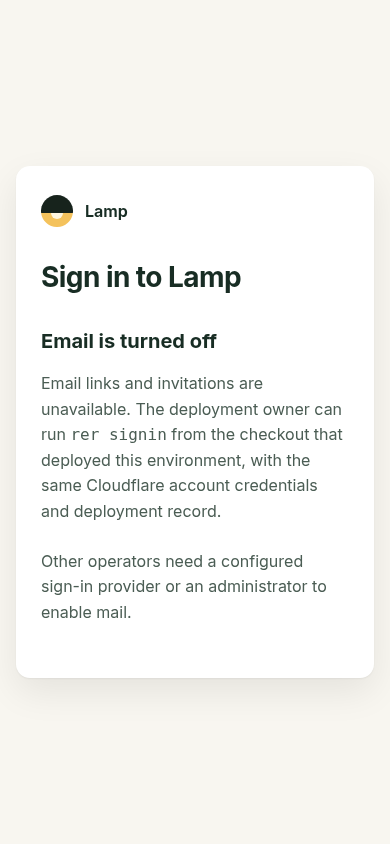 Lamp
Sign in to Lamp
Email is turned off
Email links and invitations are
unavailable. The deployment owner can
run rer signin from the checkout that
deployed this environment, with the
same Cloudflare account credentials
and deployment record.
Other operators need a configured
sign-in provider or an administrator to
enable mail.